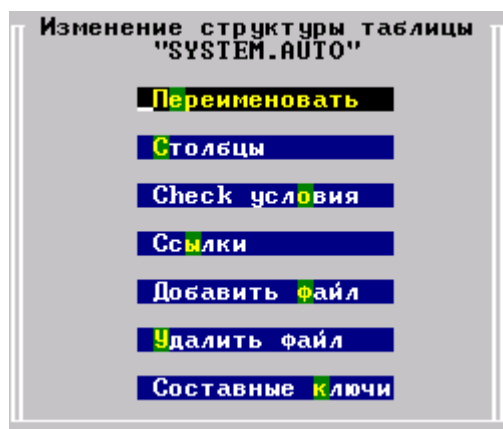 Изменение структуры таблицы
"SYSTEM.AUTO"
Переименовать
Столбцы
Check условия
Ссылки
Добавить файл
Удалить файл
Составные ключи